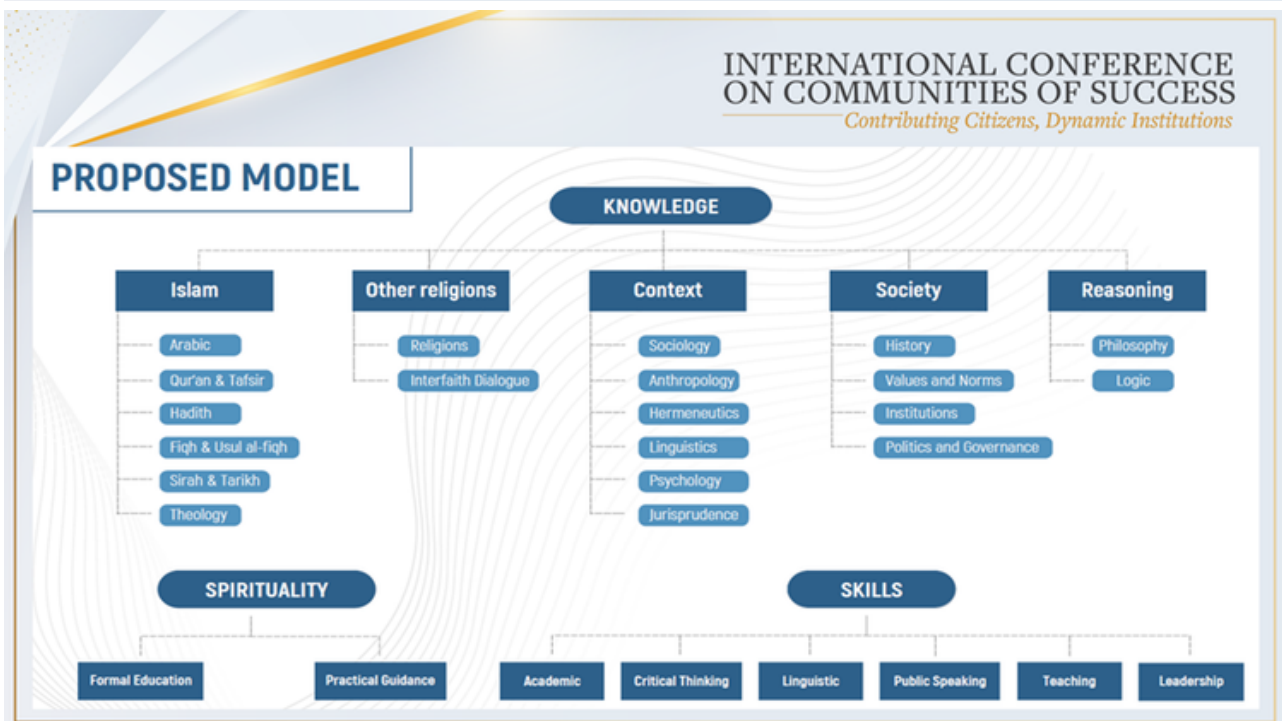 INTERNATIONAL CONFERENCE
ON COMMUNITIES OF SUCCESS
Contributing Citizens, Dynamic Institutions
PROPOSED MODEL
KNOWLEDGE
Islam
Arabic
Qur'an & Tafsir
Hadith
Fiqh & Usul al-fiqh
Sirah & Tarikh
Theology
Other religions
Religions
Interfaith Dialogue
Context
Sociology
Anthropology
Hermeneutics
Linguistics
Psychology
Jurisprudence
Society
History
Values and Norms
Institutions
Politics and Governance
Reasoning
Philosophy
Logic
SPIRITUALITY
Formal Education
Practical Guidance
SKILLS
Academic
Critical Thinking
Linguistic
Public Speaking
Teaching
Leadership